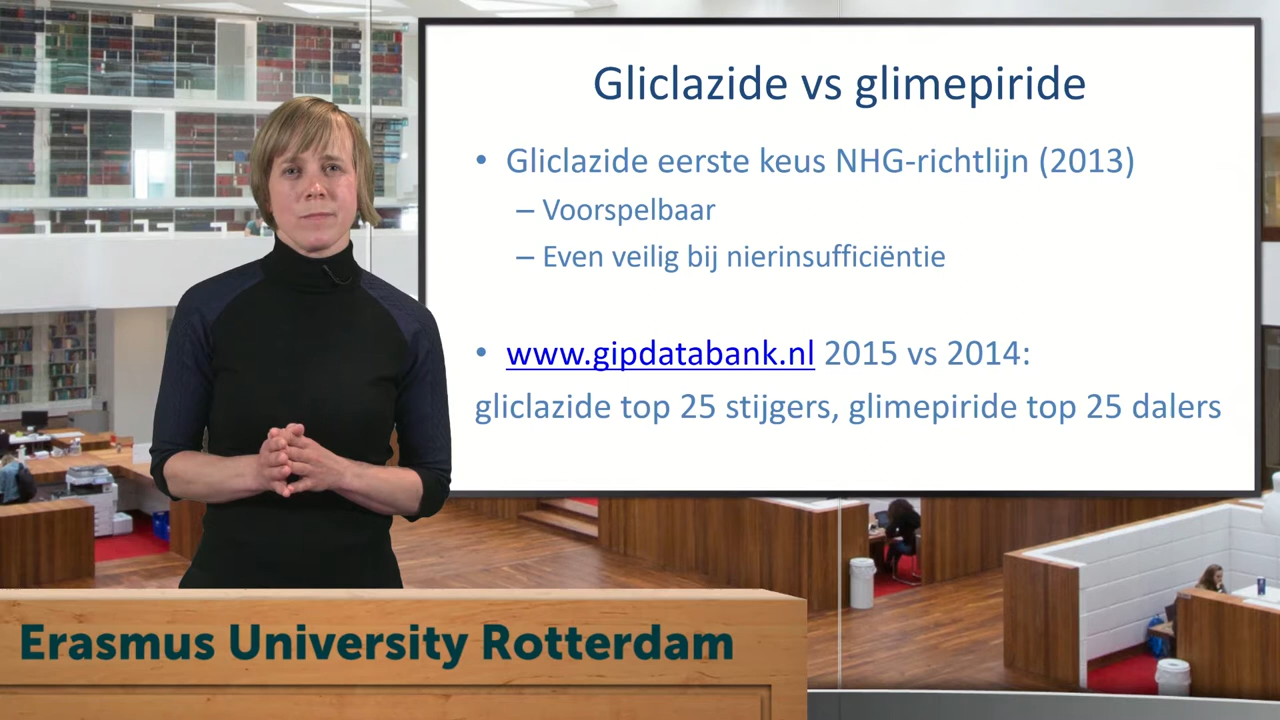 Gliclazide vs glimepiride
• Gliclazide eerste keus NHG-richtlijn (2013)
– Voorspelbaar
– Even veilig bij nierinsufficiëntie
• www.gipdatabank.nl 2015 vs 2014:
gliclazide top 25 stijgers, glimepiride top 25 dalers
Erasmus University Rotterdam